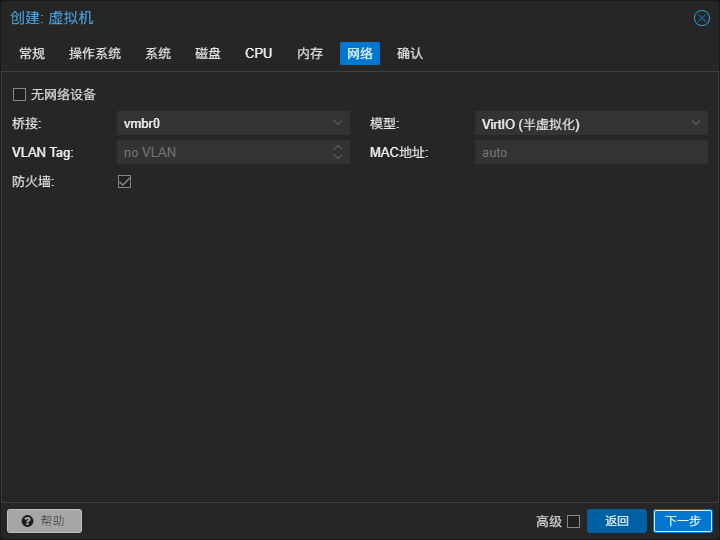 创建: 虚拟机
常规 操作系统 系统 磁盘 CPU 内存 网络 确认
无网络设备
桥接: vmbr0 模型: VirtIO (半虚拟化)
VLAN Tag: no VLAN MAC地址: auto
防火墙:
帮助 高级 返回 下一步